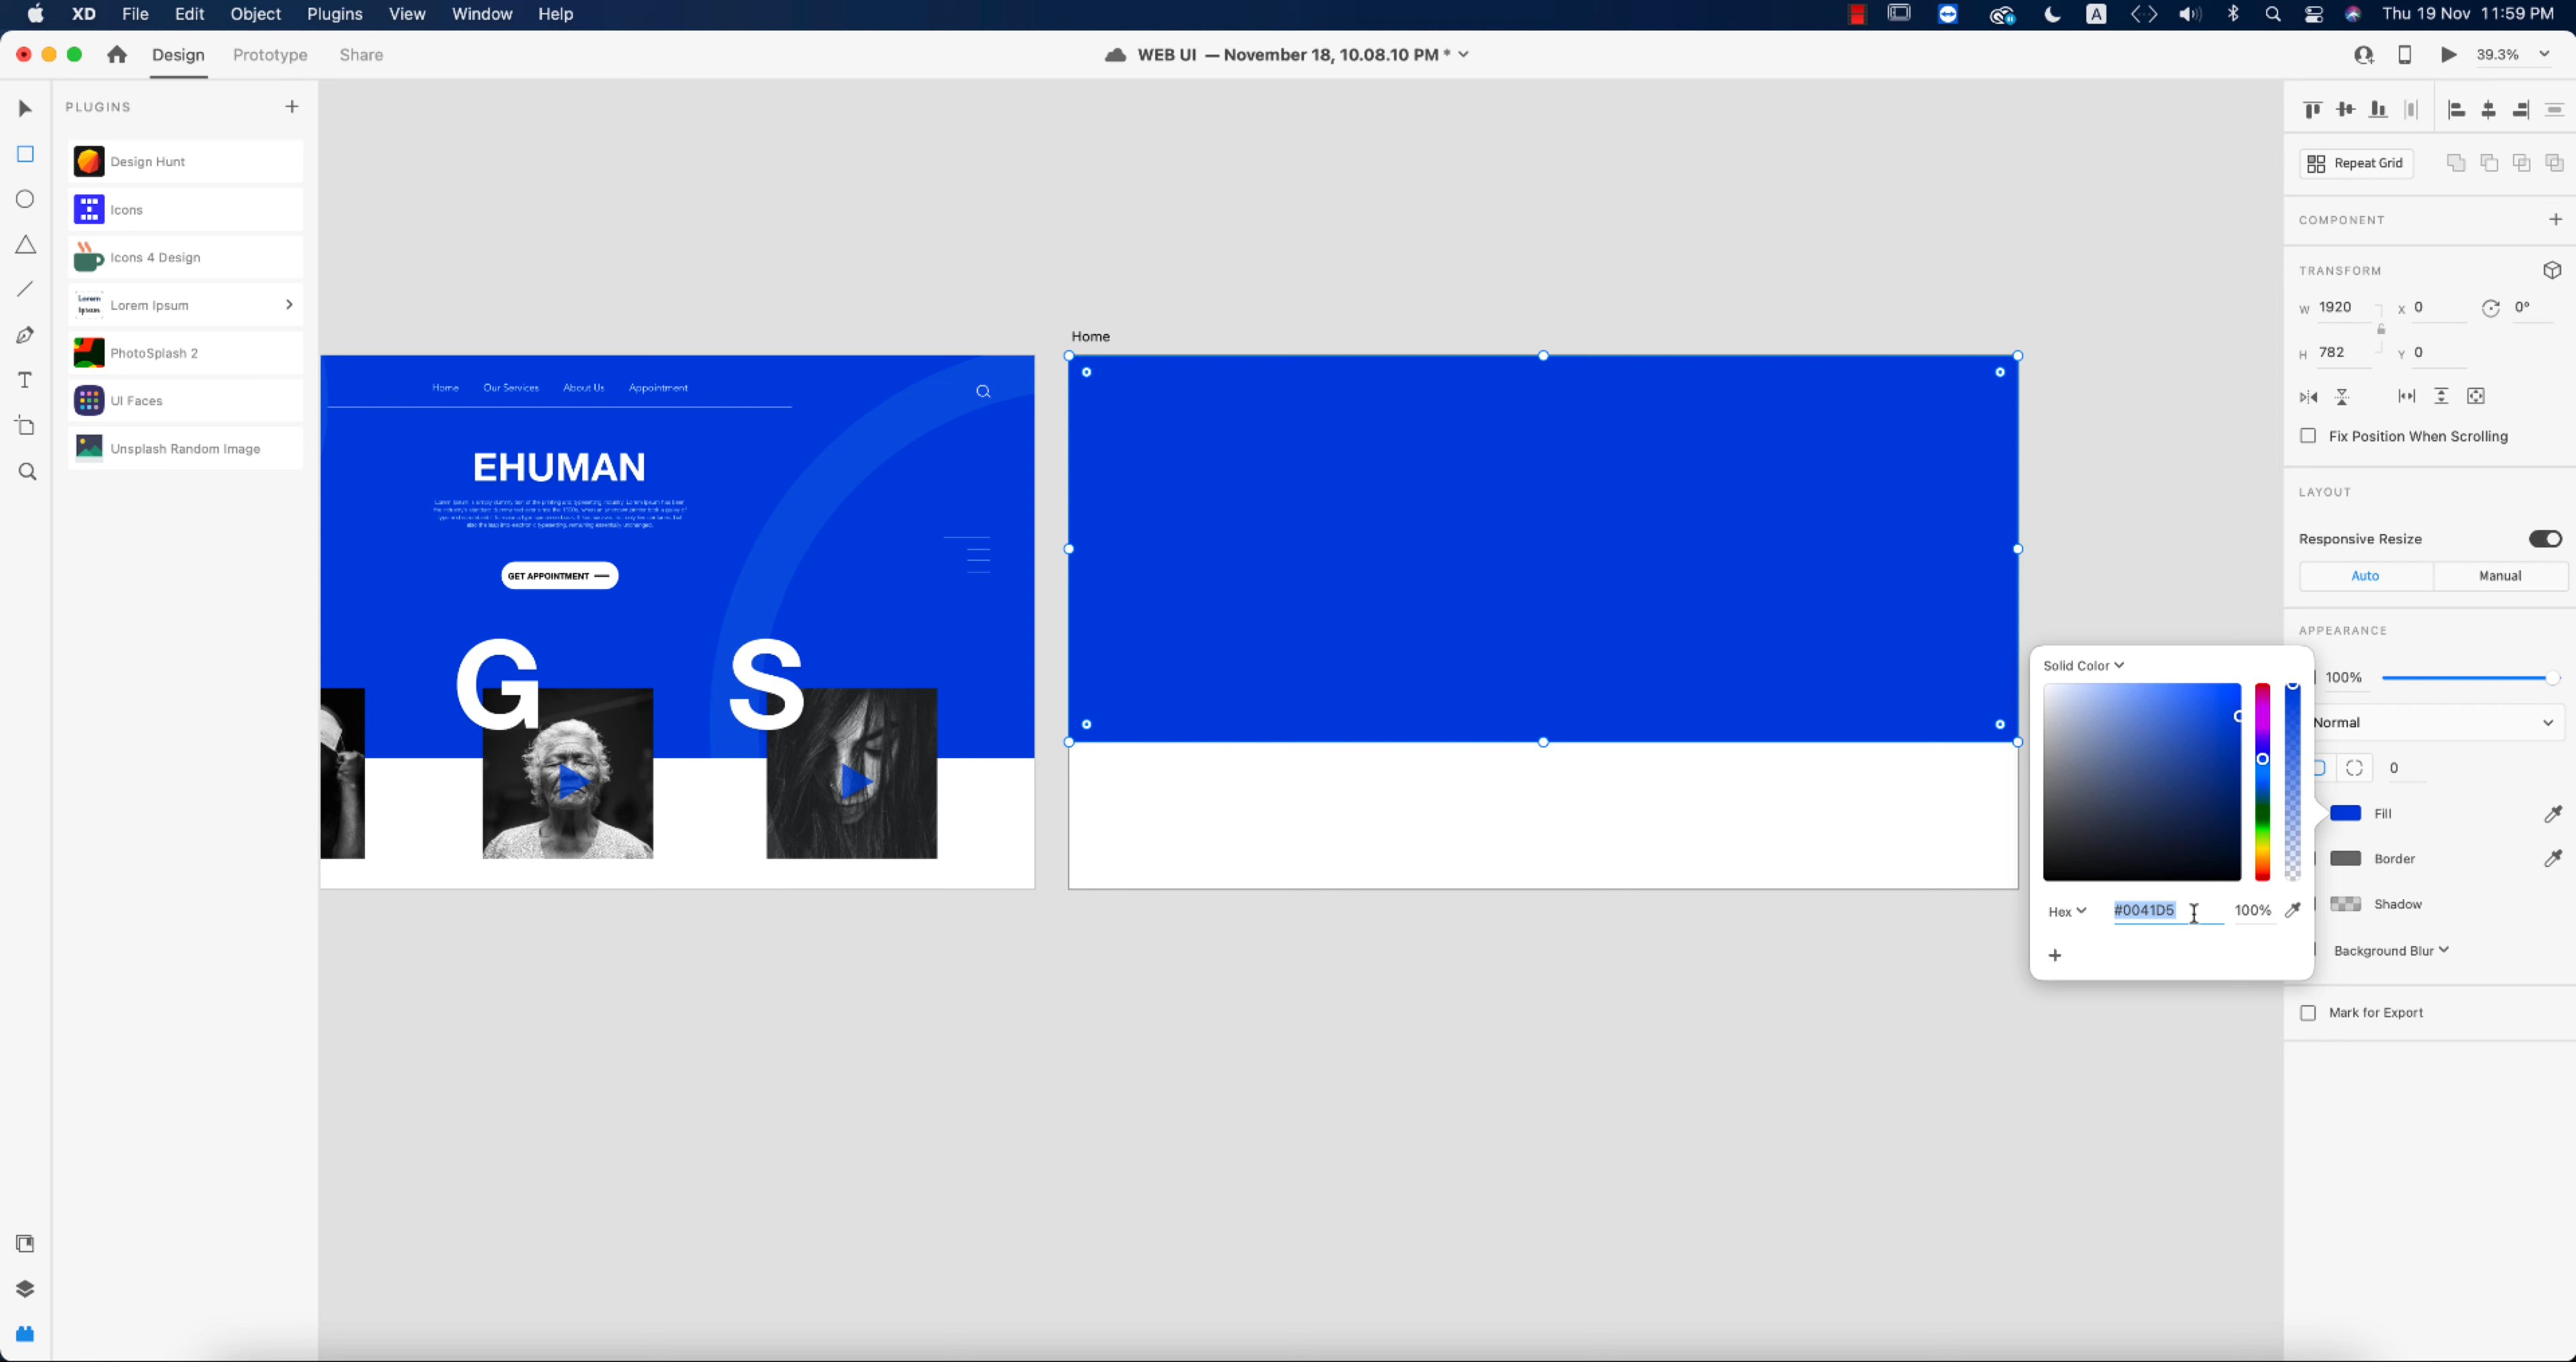 XD File Edit Object Plugins View Window Help
A Thu 19 Nov 11:59 PM
Design Prototype Share
WEB UI — November 18, 10.08.10 PM *
39.3%
PLUGINS
Design Hunt
Icons
Icons 4 Design
Lorem Ipsum
Lorem Ipsum
PhotoSplash 2
UI Faces
Unsplash Random Image
Home Our Services About Us Appointment
EHUMAN
GET APPOINTMENT
G
S
Home
Repeat Grid
COMPONENT
TRANSFORM
W 1920 X 0 0°
H 782 Y 0
Fix Position When Scrolling
LAYOUT
Responsive Resize
Auto Manual
APPEARANCE
100%
Normal
0
Fill
Border
Shadow
Background Blur
Mark for Export
Solid Color
Hex #0041D5 100%